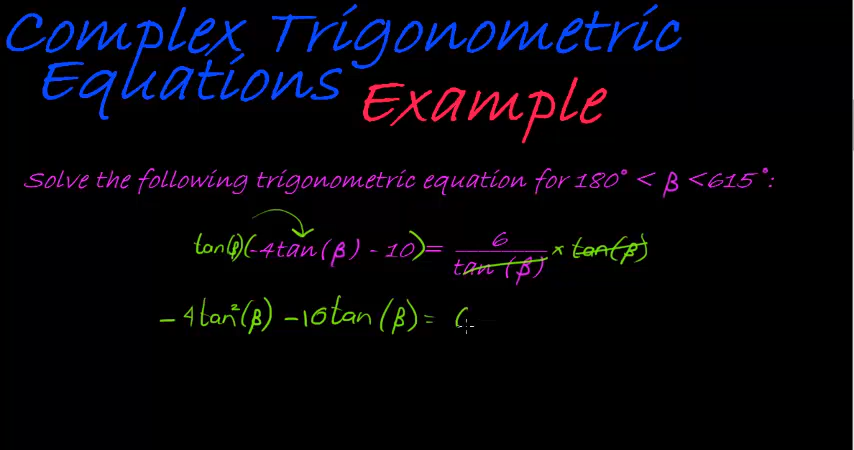 Complex Trigonometric
Equations Example
Solve the following trigonometric equation for 180° < β < 615°:
tan(β)(-4tan(β) - 10) = 6/tan(β) × tan(β)
-4tan²(β) - 10tan(β) = (